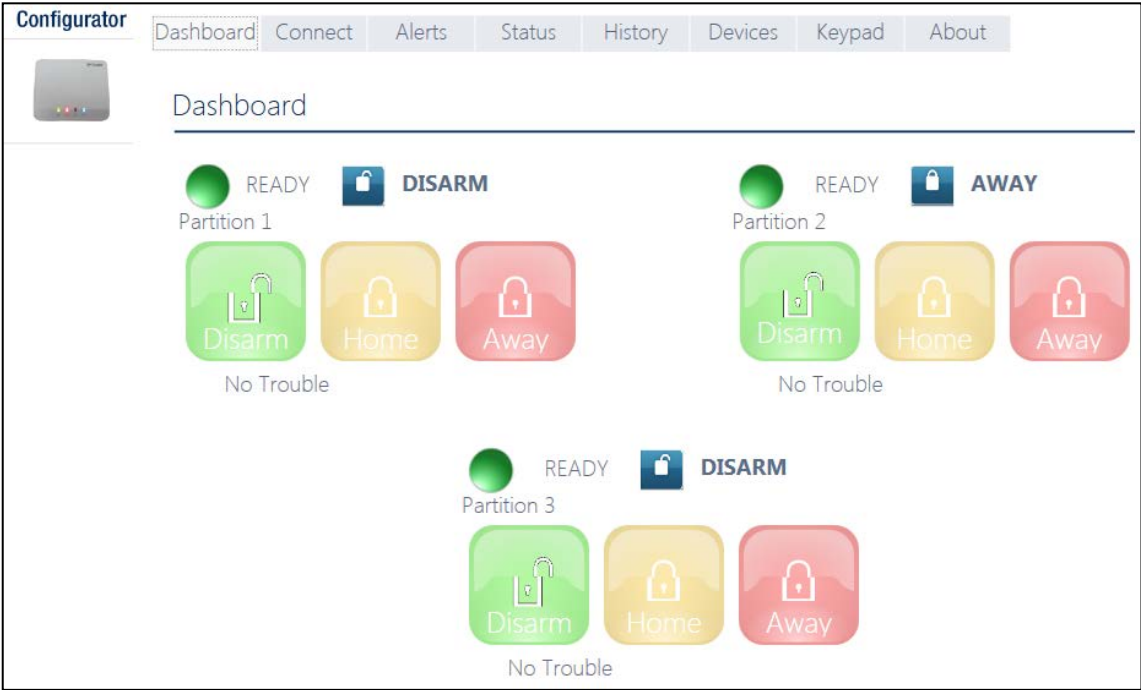 Configurator
Dashboard Connect Alerts Status History Devices Keypad About
Dashboard
READY DISARM
Partition 1
Disarm Home Away
No Trouble
READY AWAY
Partition 2
Disarm Home Away
No Trouble
READY DISARM
Partition 3
Disarm Home Away
No Trouble